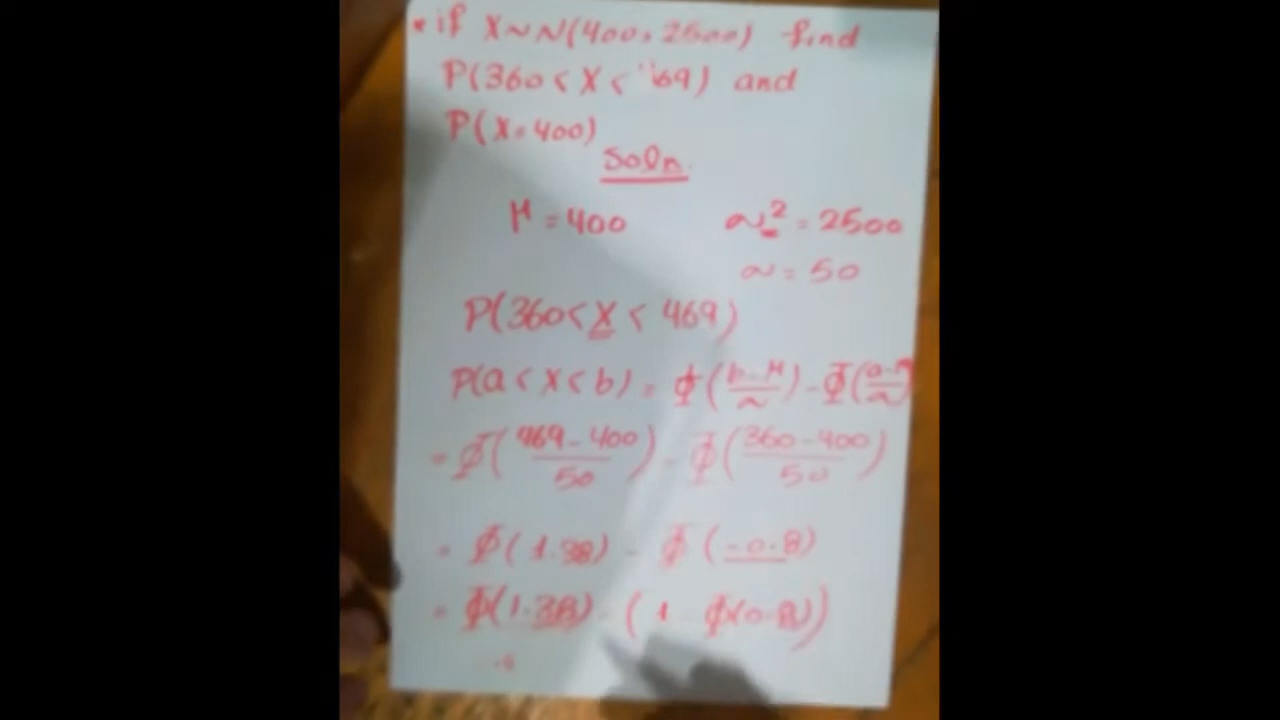 • if X~N(400, 2500) find
P(360 < X < 469) and
P(X=400)
Soln.
μ = 400 σ² = 2500
σ = 50
P(360 < X < 469)
P(a < X < b) = Φ((b-μ)/σ) - Φ((a-μ)/σ)
= Φ((469-400)/50) - Φ((360-400)/50)
= Φ(1.38) - Φ(-0.8)
= Φ(1.38) - (1 - Φ(0.8))